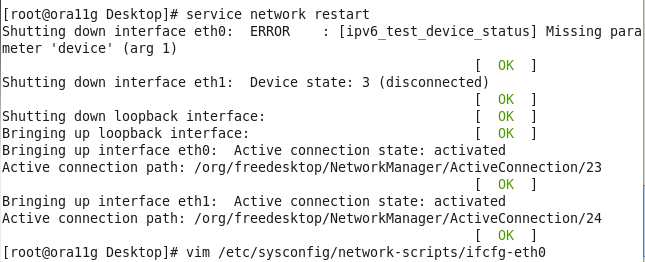 [root@ora11g Desktop]# service network restart
Shutting down interface eth0:  ERROR    : [ipv6_test_device_status] Missing para
meter 'device' (arg 1)
                                                           [  OK  ]
Shutting down interface eth1:  Device state: 3 (disconnected)
                                                           [  OK  ]
Shutting down loopback interface:                          [  OK  ]
Bringing up loopback interface:                            [  OK  ]
Bringing up interface eth0:  Active connection state: activated
Active connection path: /org/freedesktop/NetworkManager/ActiveConnection/23
                                                           [  OK  ]
Bringing up interface eth1:  Active connection state: activated
Active connection path: /org/freedesktop/NetworkManager/ActiveConnection/24
                                                           [  OK  ]
[root@ora11g Desktop]# vim /etc/sysconfig/network-scripts/ifcfg-eth0